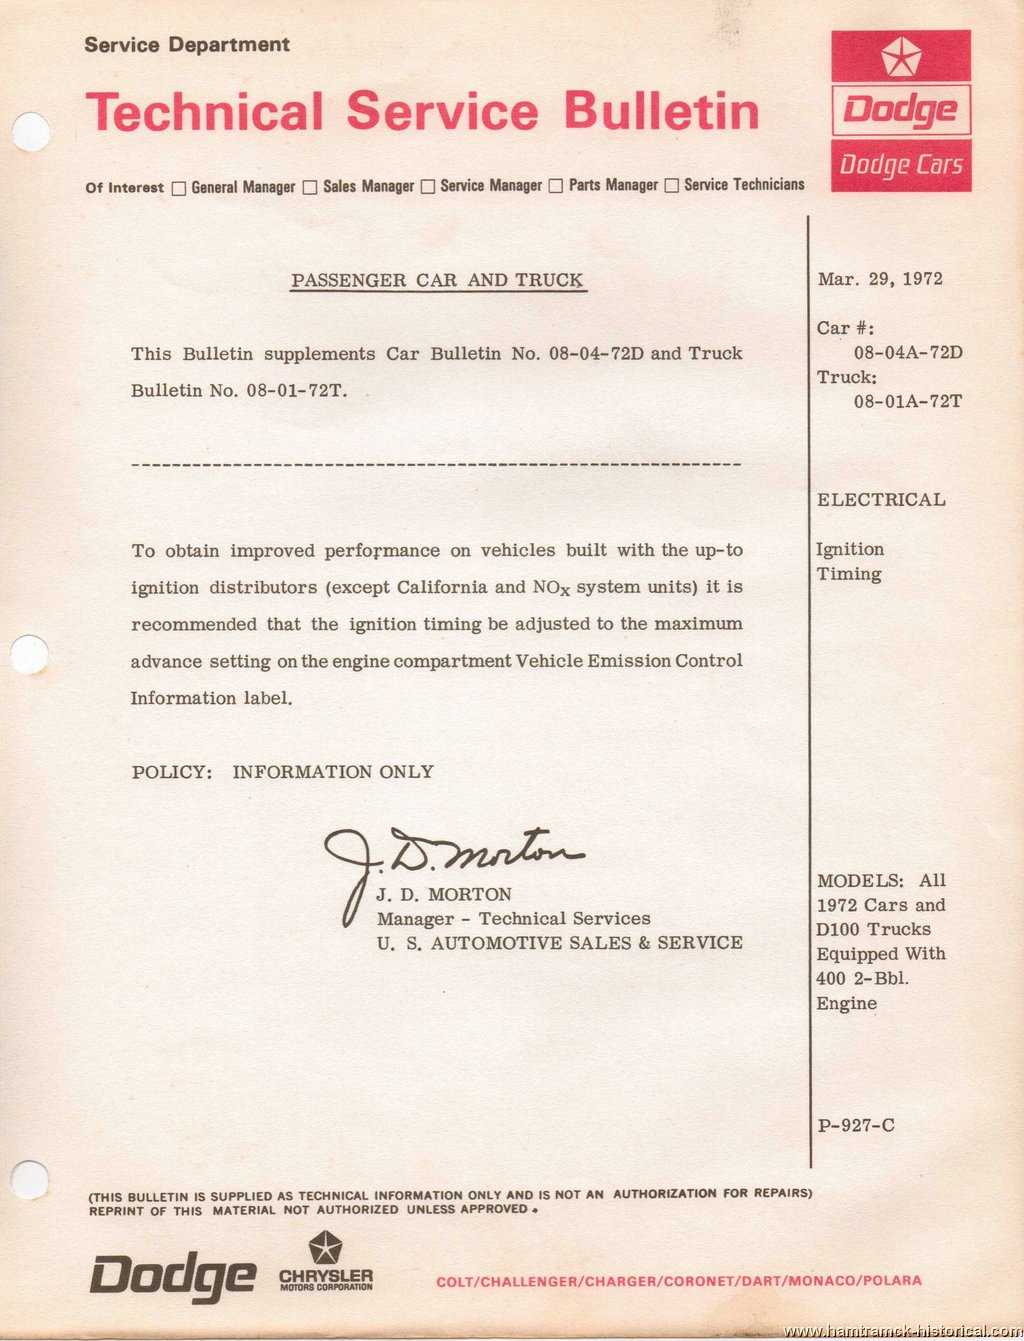 Service Department
Technical Service Bulletin
Dodge
Dodge Cars
Of Interest □ General Manager □ Sales Manager □ Service Manager □ Parts Manager □ Service Technicians
PASSENGER CAR AND TRUCK
This Bulletin supplements Car Bulletin No. 08-04-72D and Truck
Bulletin No. 08-01-72T.
------------------------------------------------------------
To obtain improved performance on vehicles built with the up-to
ignition distributors (except California and NOx system units) it is
recommended that the ignition timing be adjusted to the maximum
advance setting on the engine compartment Vehicle Emission Control
Information label.
POLICY: INFORMATION ONLY
J. D. Morton
J. D. MORTON
Manager - Technical Services
U. S. AUTOMOTIVE SALES & SERVICE
Mar. 29, 1972
Car #:
08-04A-72D
Truck:
08-01A-72T
ELECTRICAL
Ignition
Timing
MODELS: All
1972 Cars and
D100 Trucks
Equipped With
400 2-Bbl.
Engine
P-927-C
(THIS BULLETIN IS SUPPLIED AS TECHNICAL INFORMATION ONLY AND IS NOT AN AUTHORIZATION FOR REPAIRS)
REPRINT OF THIS MATERIAL NOT AUTHORIZED UNLESS APPROVED.
Dodge
CHRYSLER
MOTORS CORPORATION
COLT/CHALLENGER/CHARGER/CORONET/DART/MONACO/POLARA
www.hamtramck-historical.com